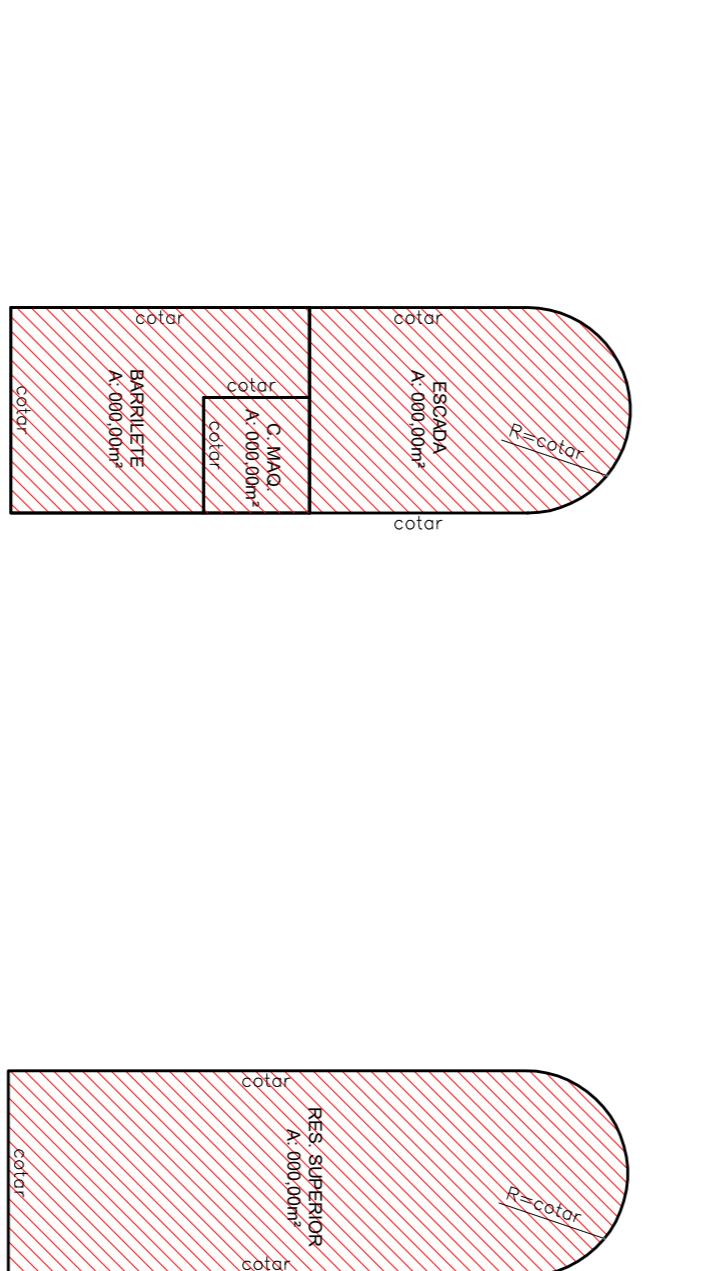 cotar
cotar
cotar
BARRILETE
A: 000,00m²
cotar
cotar
C. MAQ.
A: 000,00m²
ESCADA
A: 000,00m²
R=cotar
cotar
cotar
cotar
RES. SUPERIOR
A: 000,00m²
R=cotar
cotar